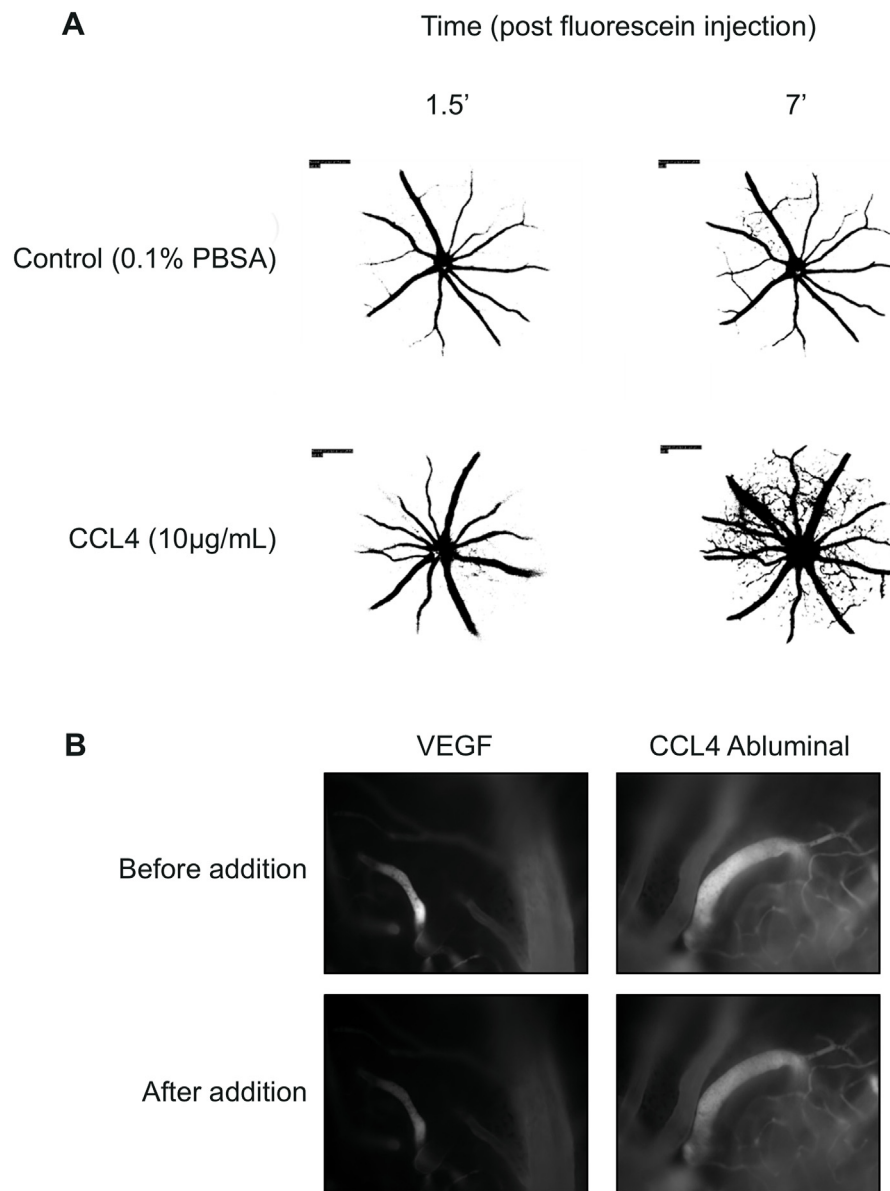 A
Time (post fluorescein injection)
1.5’
7’
Control (0.1% PBSA)
CCL4 (10µg/mL)
B
VEGF
CCL4 Abluminal
Before addition
After addition